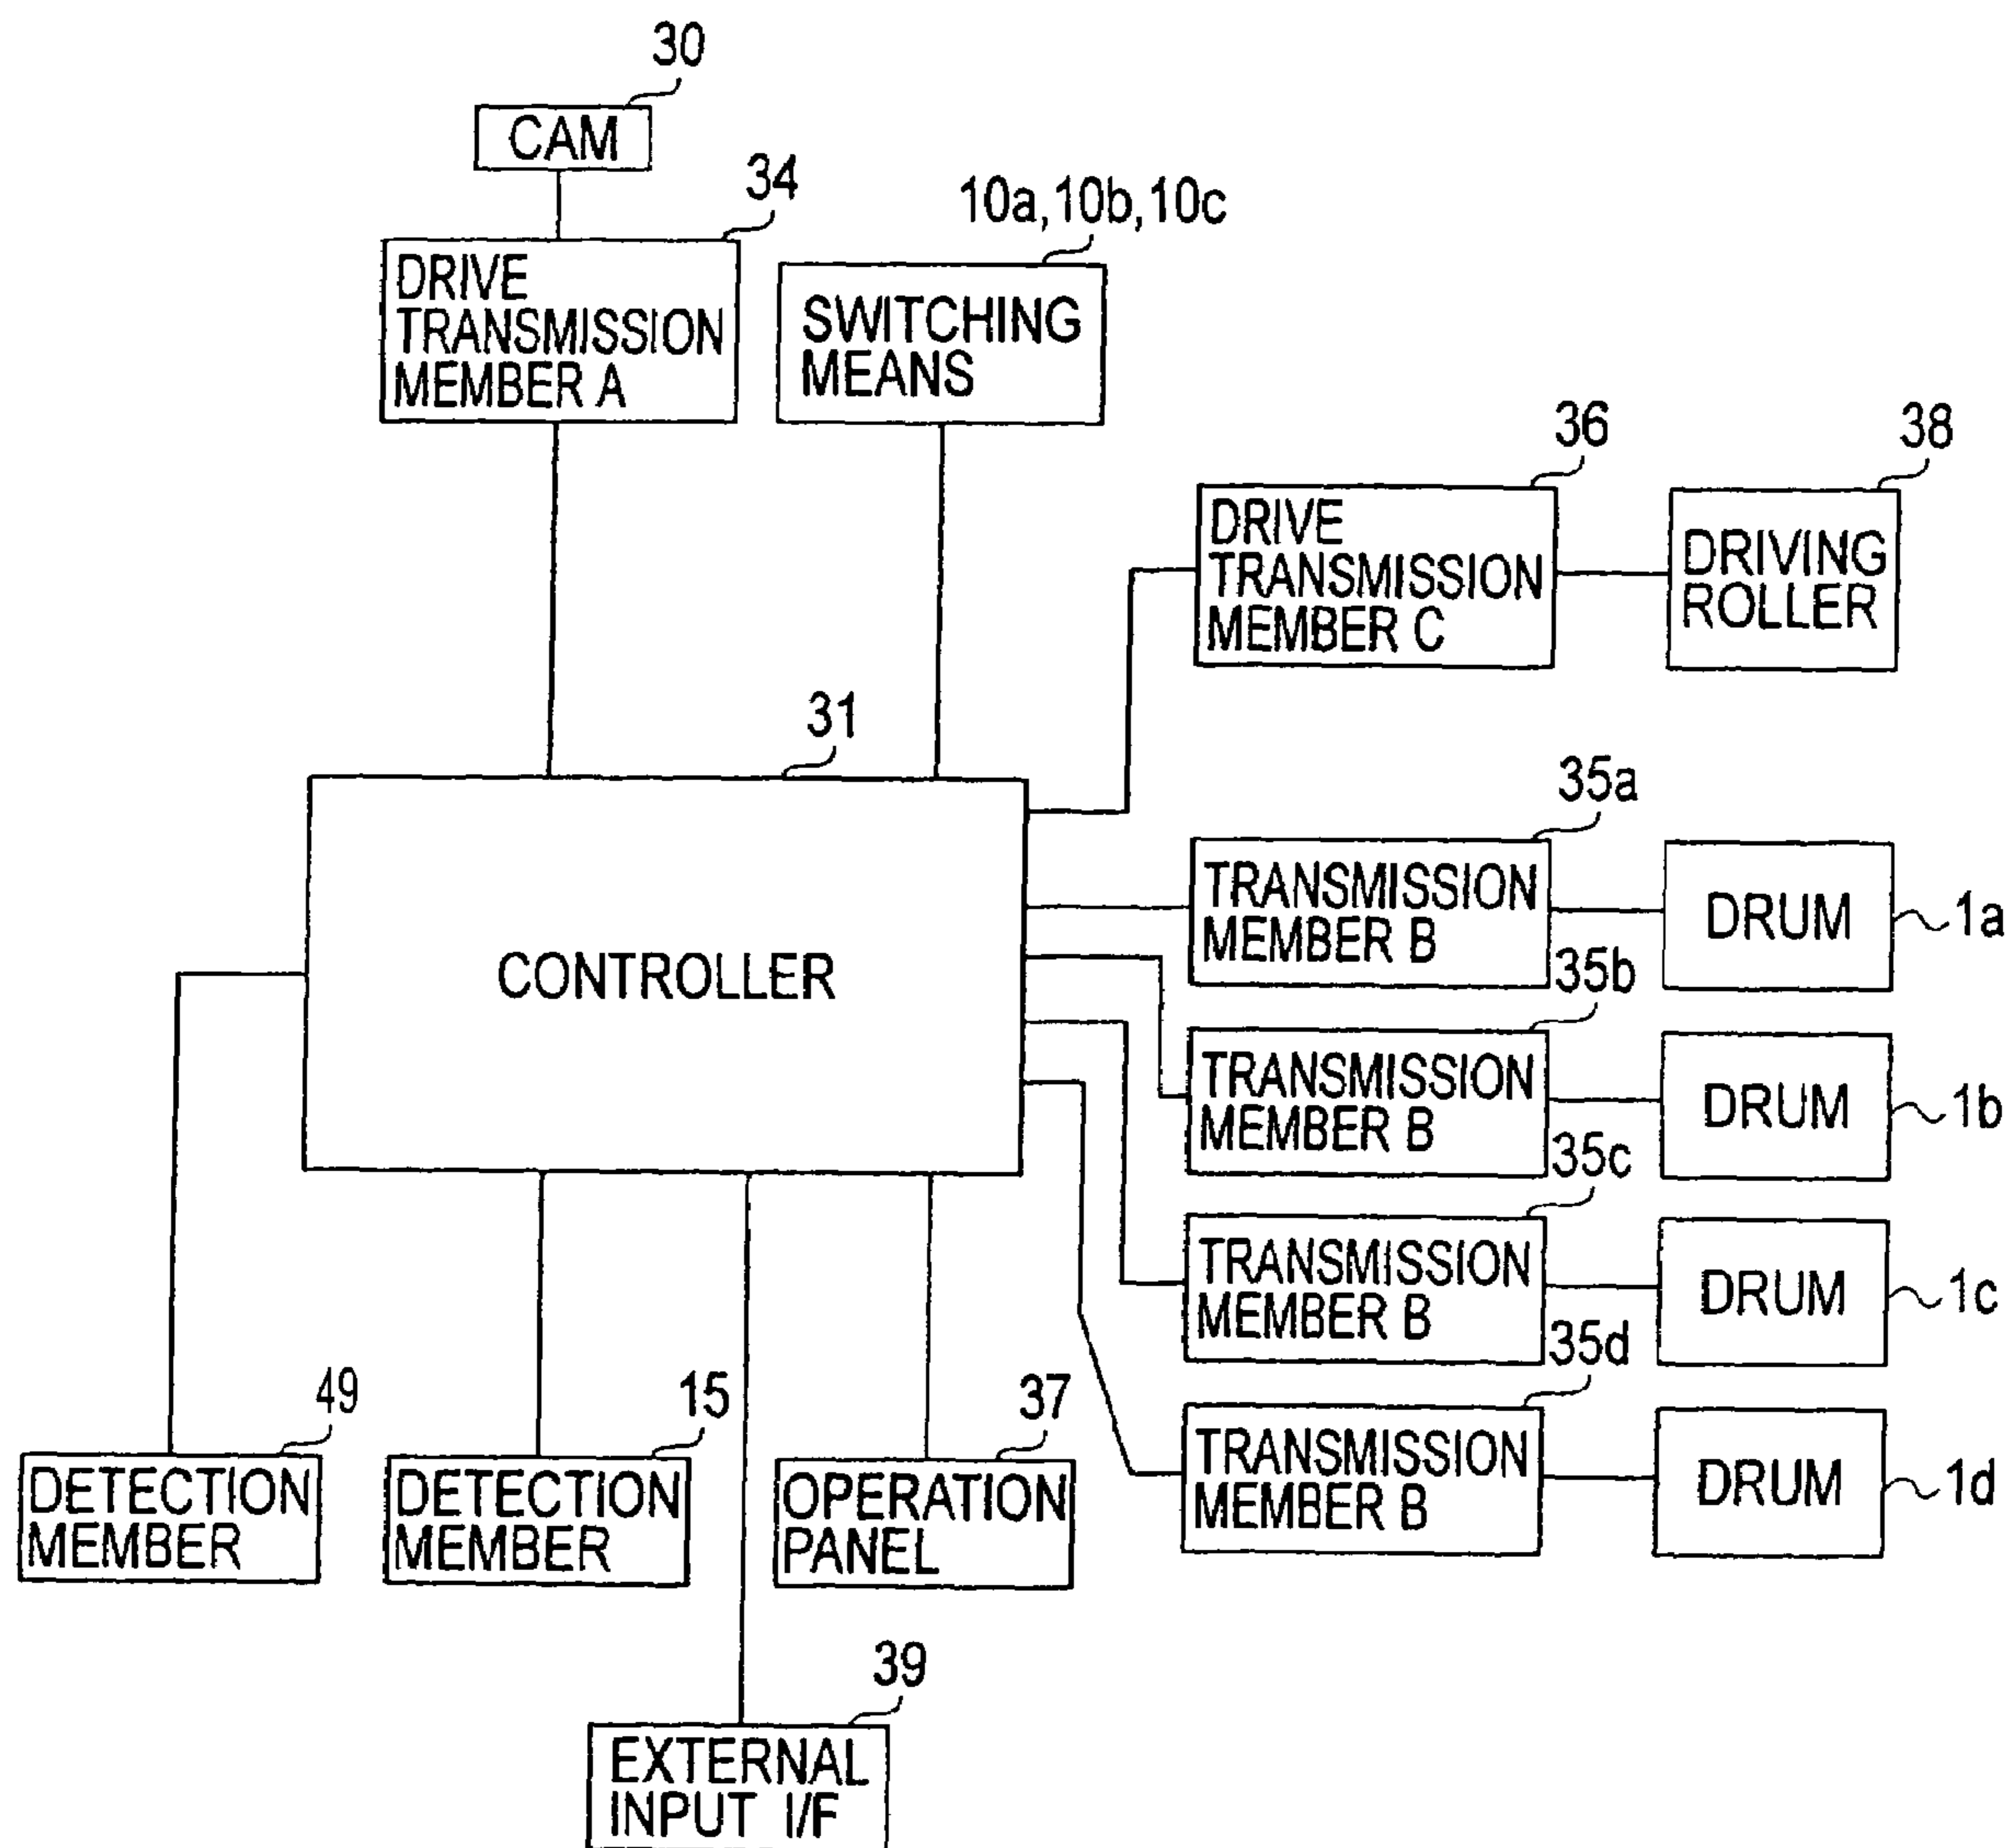 30
CAM
34
DRIVE
TRANSMISSION
MEMBER A
10a,10b,10c
SWITCHING
MEANS
36
DRIVE
TRANSMISSION
MEMBER C
38
DRIVING
ROLLER
31
CONTROLLER
35a
TRANSMISSION
MEMBER B
DRUM
1a
35b
TRANSMISSION
MEMBER B
DRUM
1b
35c
TRANSMISSION
MEMBER B
DRUM
1c
35d
TRANSMISSION
MEMBER B
DRUM
1d
49
DETECTION
MEMBER
15
DETECTION
MEMBER
37
OPERATION
PANEL
39
EXTERNAL
INPUT I/F